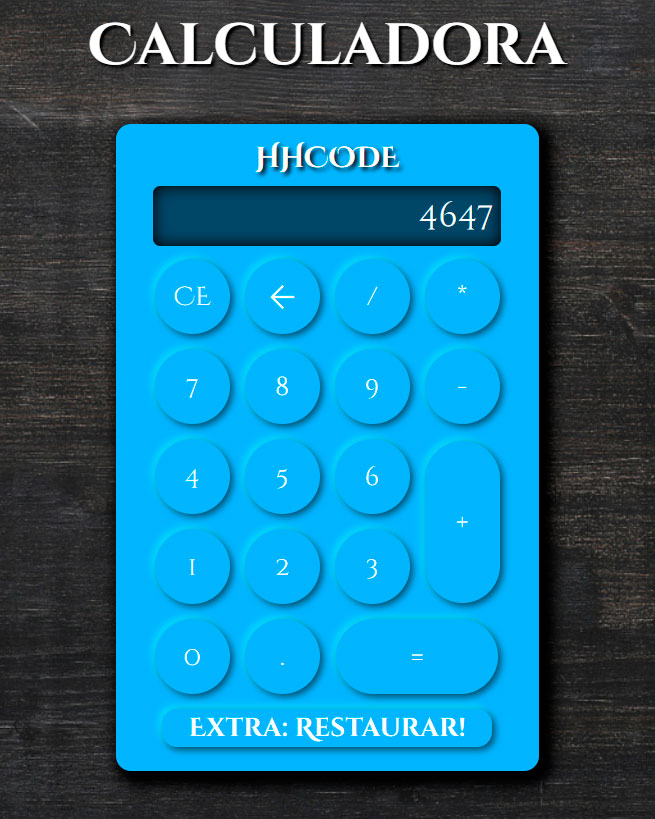 Calculadora
HHCODE
4647
CE ← / *
7 8 9 -
4 5 6
+
1 2 3
0 . =
Extra: Restaurar!